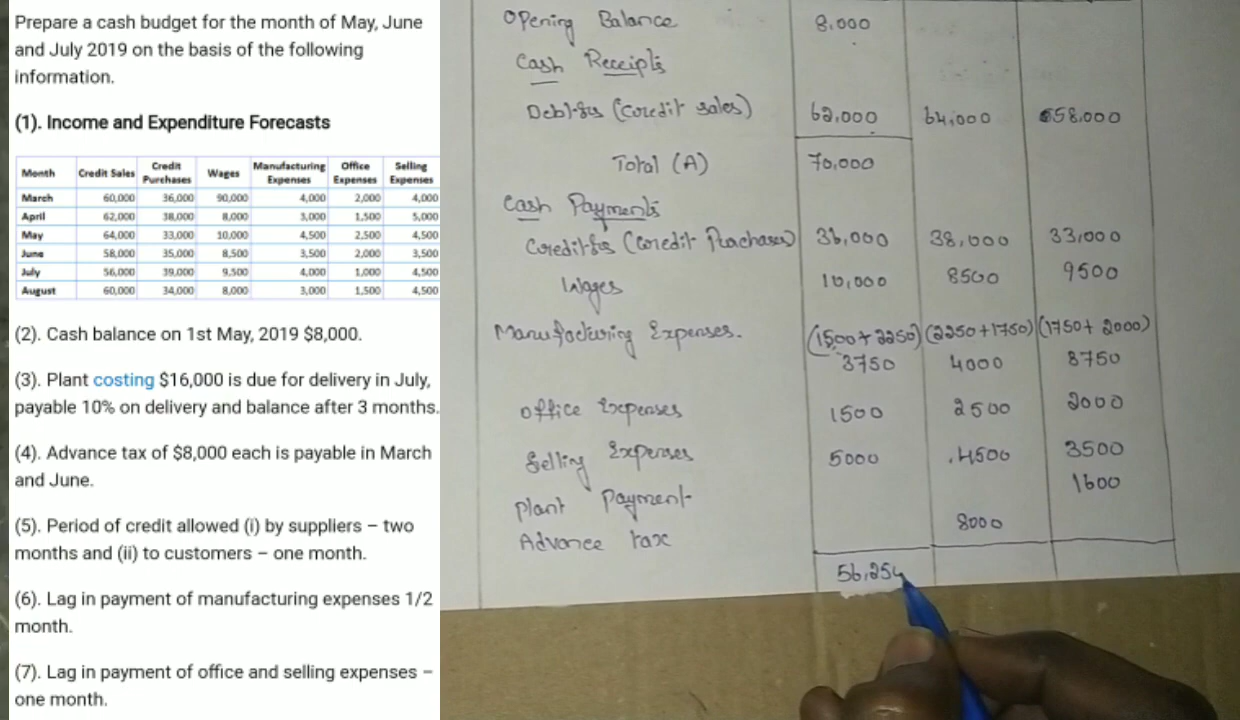 Prepare a cash budget for the month of May, June
and July 2019 on the basis of the following
information.
(1). Income and Expenditure Forecasts
Month Credit Sales Credit Purchases Wages Manufacturing Expenses Office Expenses Selling Expenses
March 60,000 36,000 90,000 4,000 2,000 4,000
April 62,000 38,000 8,000 3,000 1,500 5,000
May 64,000 33,000 10,000 4,500 2,500 4,500
June 58,000 35,000 8,500 3,500 2,000 3,500
July 56,000 39,000 9,500 4,000 1,000 4,500
August 60,000 34,000 8,000 3,000 1,500 4,500
(2). Cash balance on 1st May, 2019 $8,000.
(3). Plant costing $16,000 is due for delivery in July,
payable 10% on delivery and balance after 3 months.
(4). Advance tax of $8,000 each is payable in March
and June.
(5). Period of credit allowed (i) by suppliers – two
months and (ii) to customers – one month.
(6). Lag in payment of manufacturing expenses 1/2
month.
(7). Lag in payment of office and selling expenses –
one month.
Opening Balance 8,000
Cash Receipts
Debtors (Credit sales) 62,000 64,000 58,000
Total (A) 70,000
Cash Payments
Creditors (Credit Purchases) 36,000 38,000 33,000
Wages 10,000 8500 9500
Manufacturing Expenses. (1500+2250) (2250+1750) (1750+2000)
3750 4000 3750
Office Expenses 1500 2500 2000
Selling Expenses 5000 4500 3500
Plant Payment 1600
Advance tax 8000
56,25